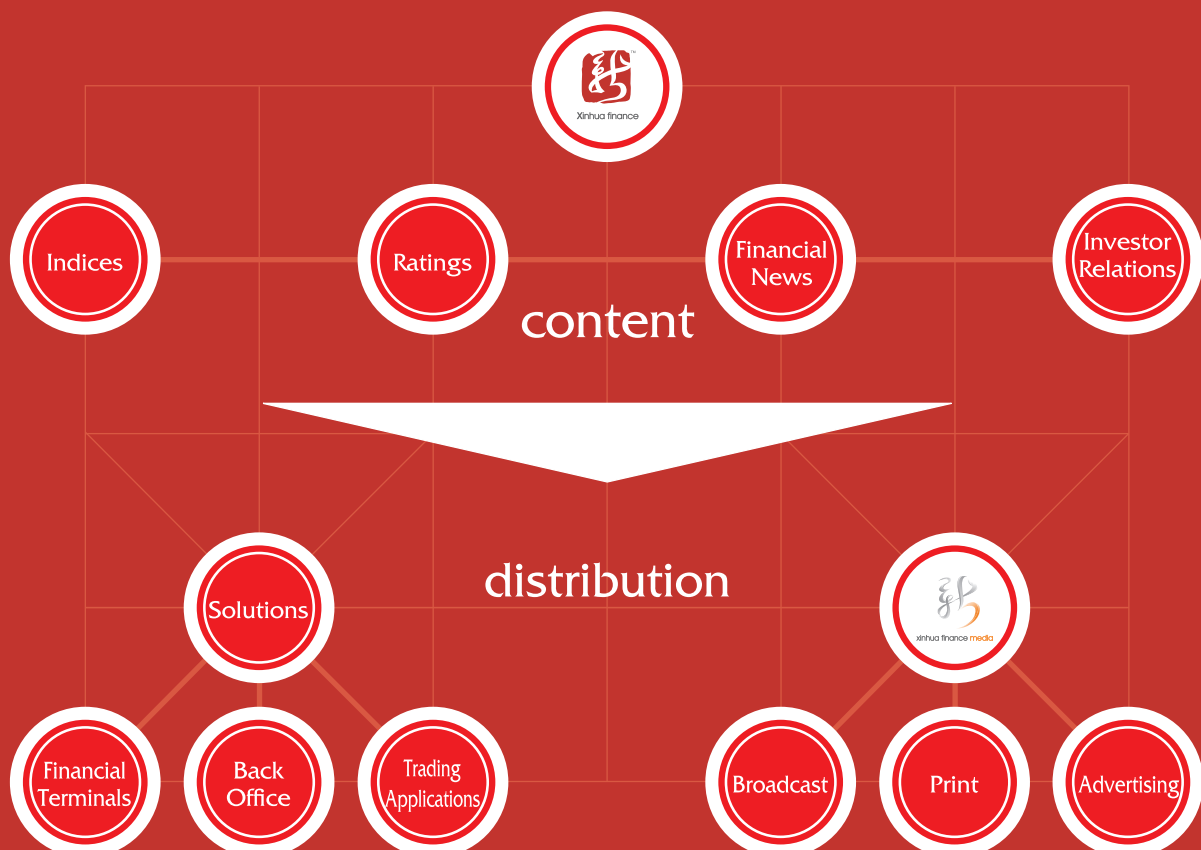 TM
Xinhua finance
Indices
Ratings
Financial
News
Investor
Relations
content
distribution
Solutions
xinhua finance media
Financial
Terminals
Back
Office
Trading
Applications
Broadcast
Print
Advertising